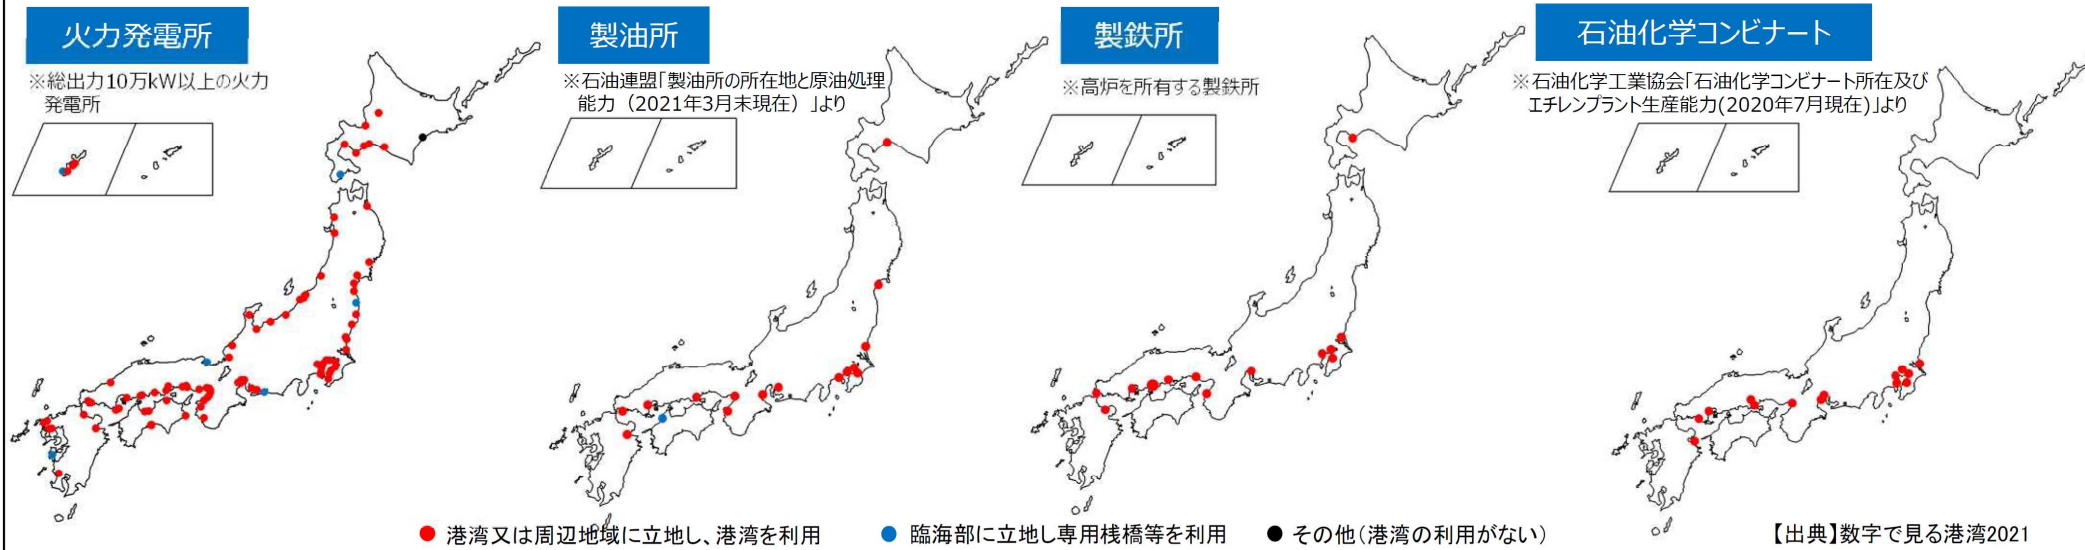 火力発電所
※総出力10万kW以上の火力
発電所
製油所
※石油連盟「製油所の所在地と原油処理
能力（2021年3月末現在）」より
製鉄所
※高炉を所有する製鉄所
石油化学コンビナート
※石油化学工業協会「石油化学コンビナート所在及び
エチレンプラント生産能力(2020年7月現在)」より
● 港湾又は周辺地域に立地し、港湾を利用
● 臨海部に立地し専用桟橋等を利用
● その他（港湾の利用がない）
【出典】数字で見る港湾2021